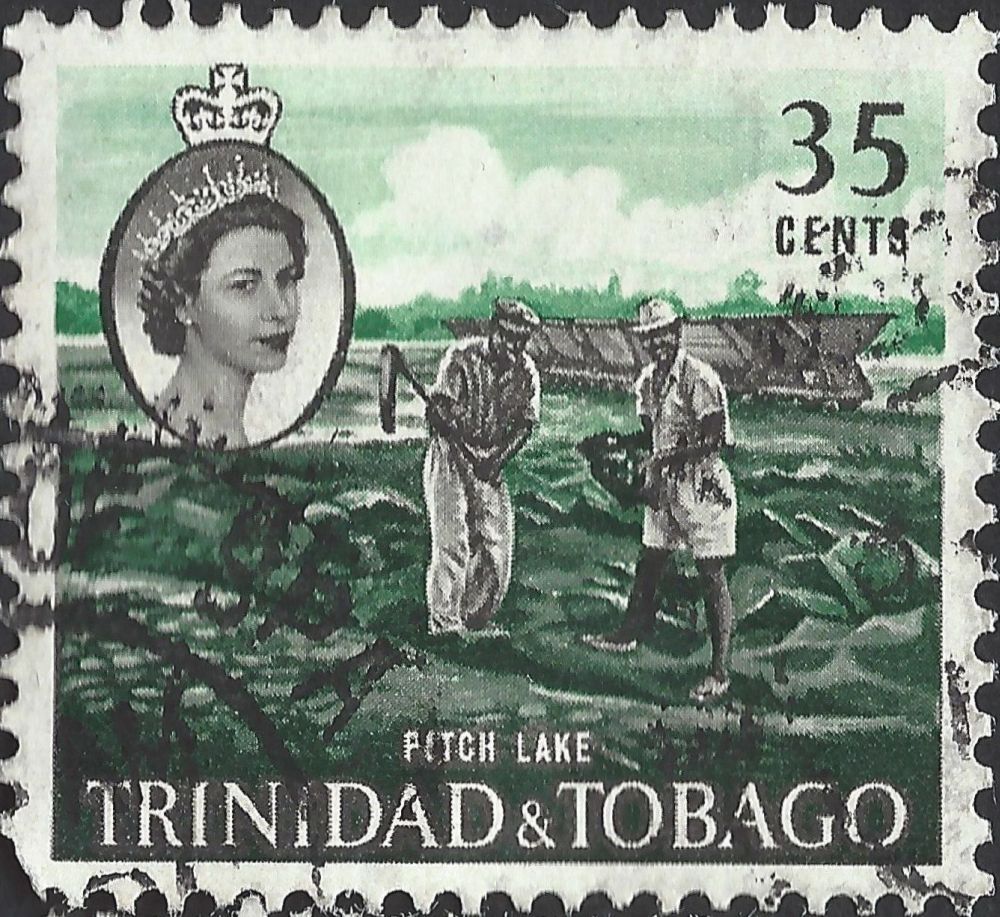 35
CENTS
PITCH LAKE
TRINIDAD & TOBAGO